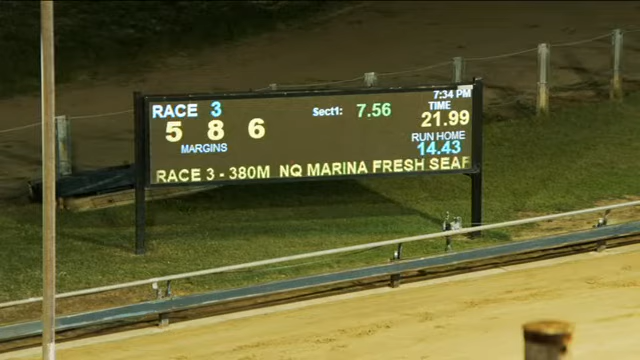 7:34 PM
RACE 3 Sect1: 7.56 TIME
5 8 6 21.99
MARGINS RUN HOME
14.43
RACE 3 - 380M NQ MARINA FRESH SEAF